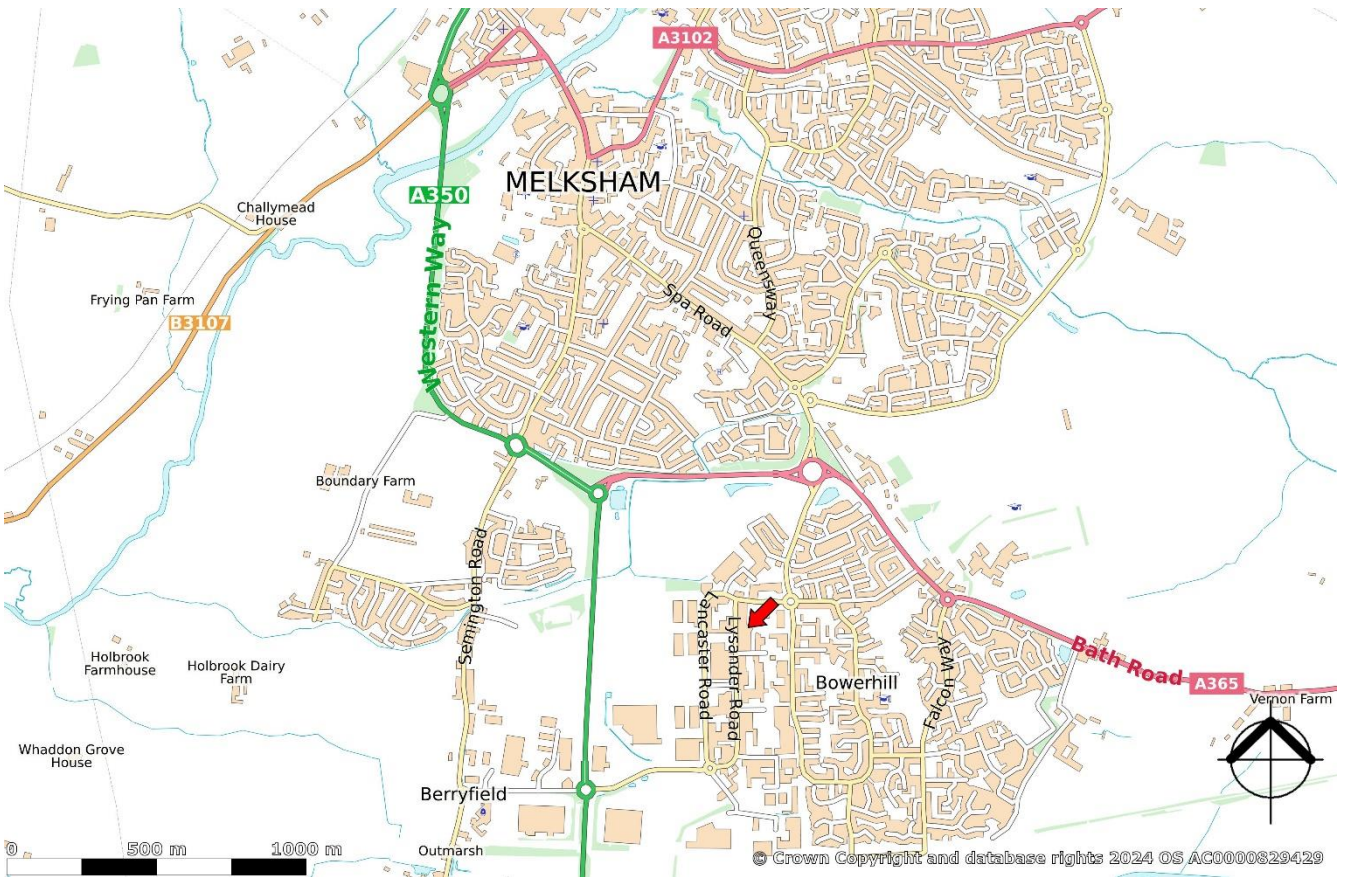 A3102
MELKSHAM
A350
Challymead
House
Western Way
Queensway
Frying Pan Farm
Spa Road
B3107
Boundary Farm
Semington Road
Lancaster Road
Lysander Road
Holbrook
Farmhouse
Holbrook Dairy
Farm
Bowerhill
Falcon Way
Bath Road
A365
Vernon Farm
Whaddon Grove
House
Berryfield
Outmarsh
0 500 m 1000 m
© Crown Copyright and database rights 2024 OS AC0000829429